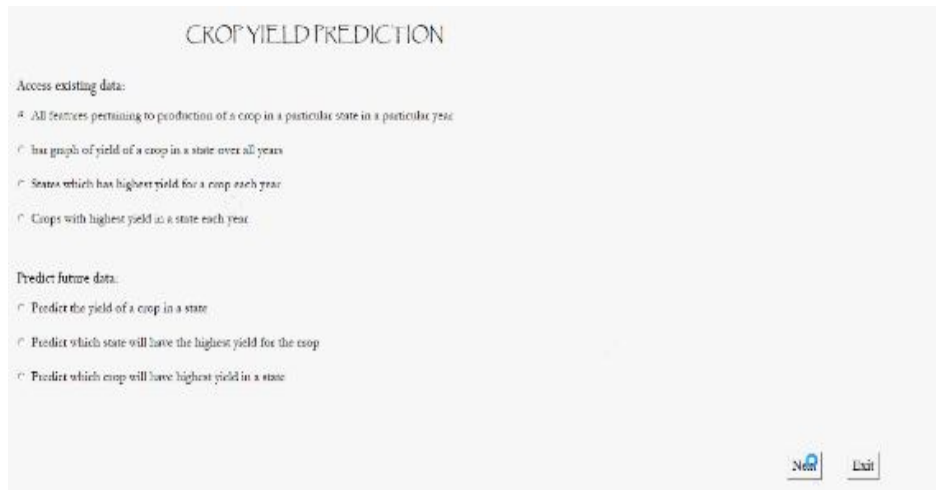 CROP YIELD PREDICTION
Access existing data:
All features pertaining to production of a crop in a particular state in a particular year
bar graph of yield of a crop in a state over all years
States which has highest yield for a crop each year
Crops with highest yield in a state each year
Predict future data:
Predict the yield of a crop in a state
Predict which state will have the highest yield for the crop
Predict which crop will have highest yield in a state
Next
Exit